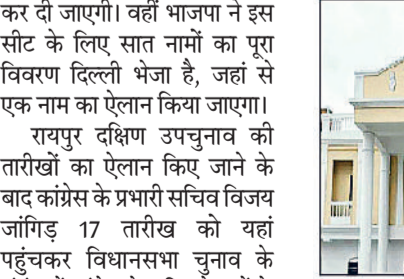 कर दी जाएगी। वहीं भाजपा ने इस
सीट के लिए सात नामों का पूरा
विवरण दिल्ली भेजा है, जहां से
एक नाम का ऐलान किया जाएगा।
रायपुर दक्षिण उपचुनाव की
तारीखों का ऐलान किए जाने के
बाद कांग्रेस के प्रभारी सचिव विजय
जांगिड़ 17 तारीख को यहां
पहुंचकर विधानसभा चुनाव के